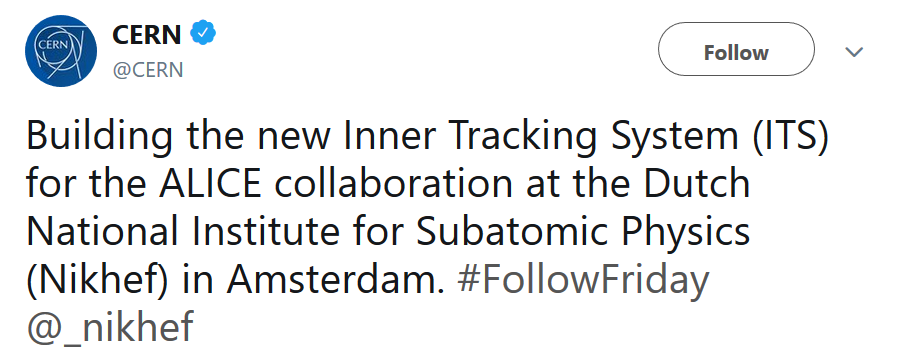 CERN
CERN
@CERN
Follow
Building the new Inner Tracking System (ITS)
for the ALICE collaboration at the Dutch
National Institute for Subatomic Physics
(Nikhef) in Amsterdam. #FollowFriday
@_nikhef